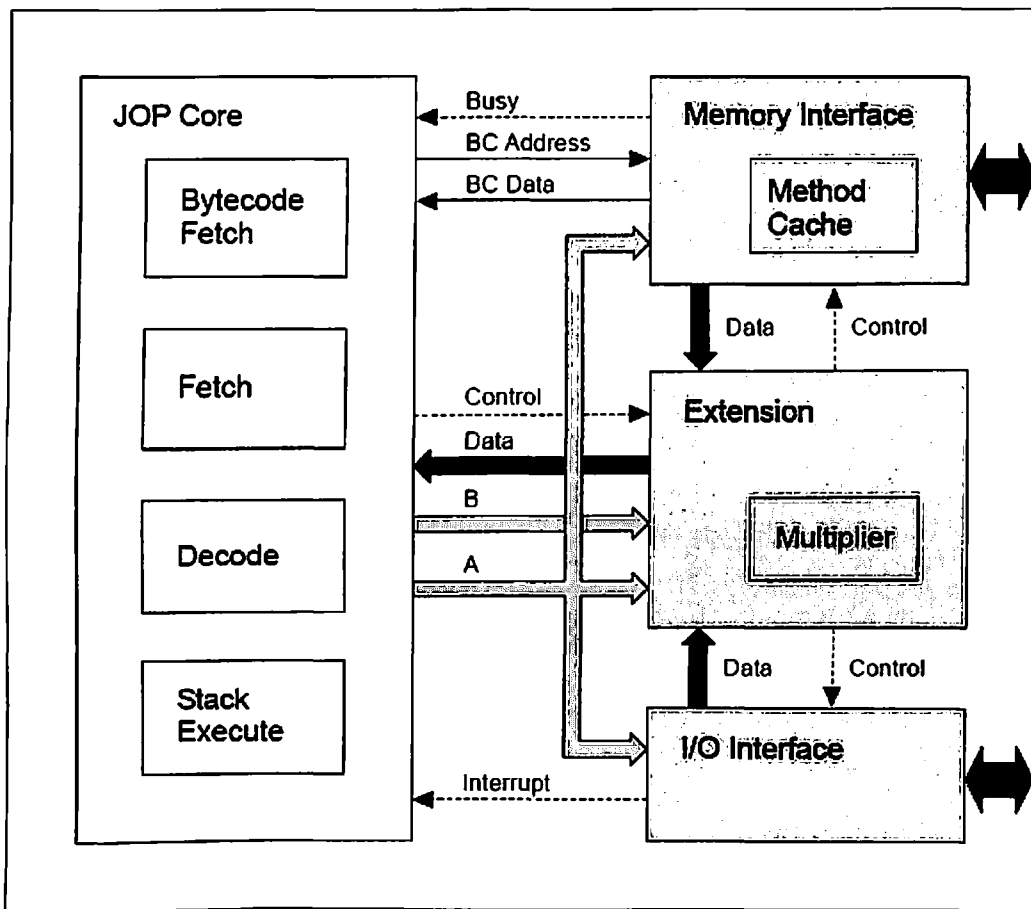 JOP Core
Bytecode
Fetch
Fetch
Decode
Stack
Execute
Busy
BC Address
BC Data
Control
Data
B
A
Interrupt
Memory Interface
Method
Cache
Data
Control
Extension
Multiplier
Data
Control
I/O Interface